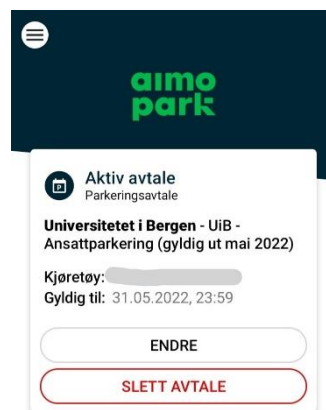 aimo
park
Aktiv avtale
Parkeringsavtale
Universitetet i Bergen - UiB -
Ansattparkering (gyldig ut mai 2022)
Kjøretøy:
Gyldig til: 31.05.2022, 23:59
ENDRE
SLETT AVTALE